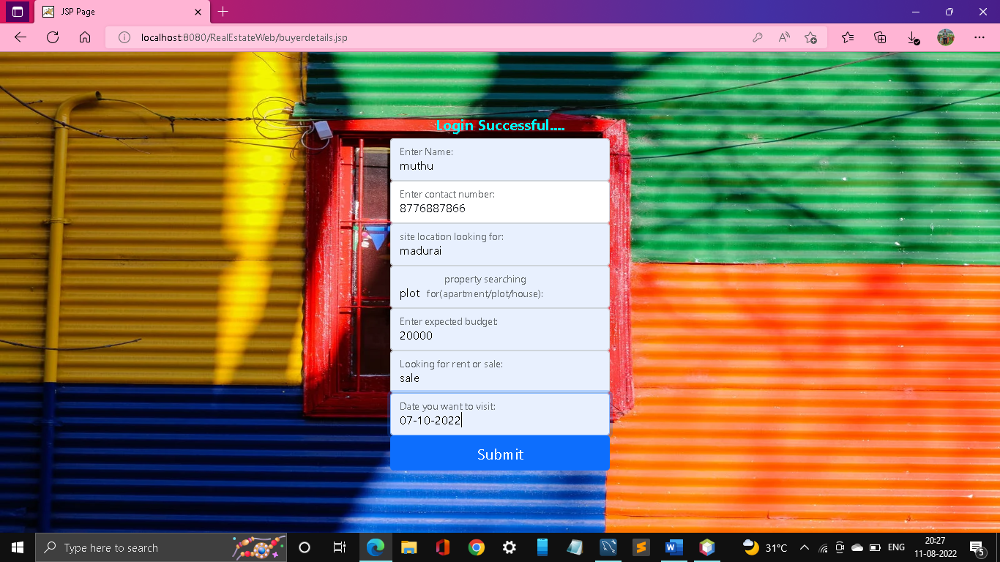 JSP Page
localhost:8080/RealEstateWeb/buyerdetails.jsp
Login Successful....
Enter Name:
muthu
Enter contact number:
8776887866
site location looking for:
madurai
property searching
plot for(apartment/plot/house):
Enter expected budget:
20000
Looking for rent or sale:
sale
Date you want to visit:
07-10-2022
Submit
Type here to search
31°C
ENG
20:27
11-08-2022
5